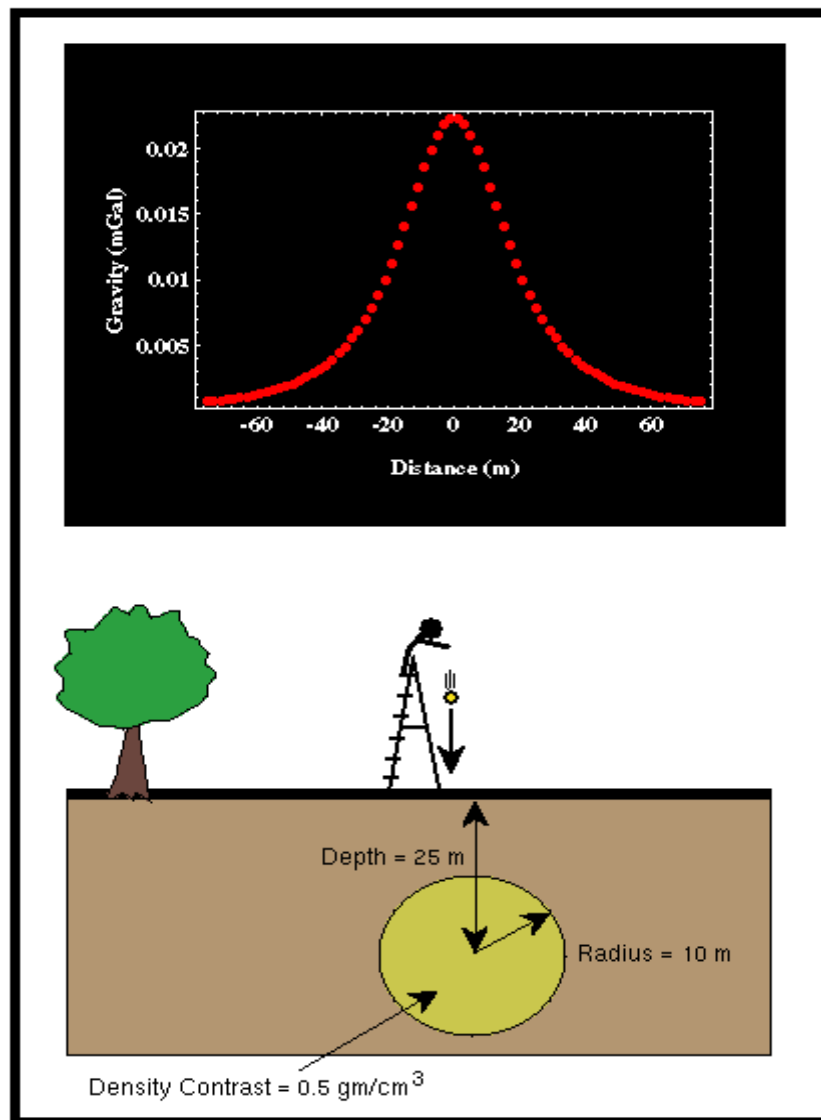 0.02
0.015
0.01
0.005
Gravity (mGal)
-60 -40 -20 0 20 40 60
Distance (m)
Depth = 25 m
Radius = 10 m
Density Contrast = 0.5 gm/cm³